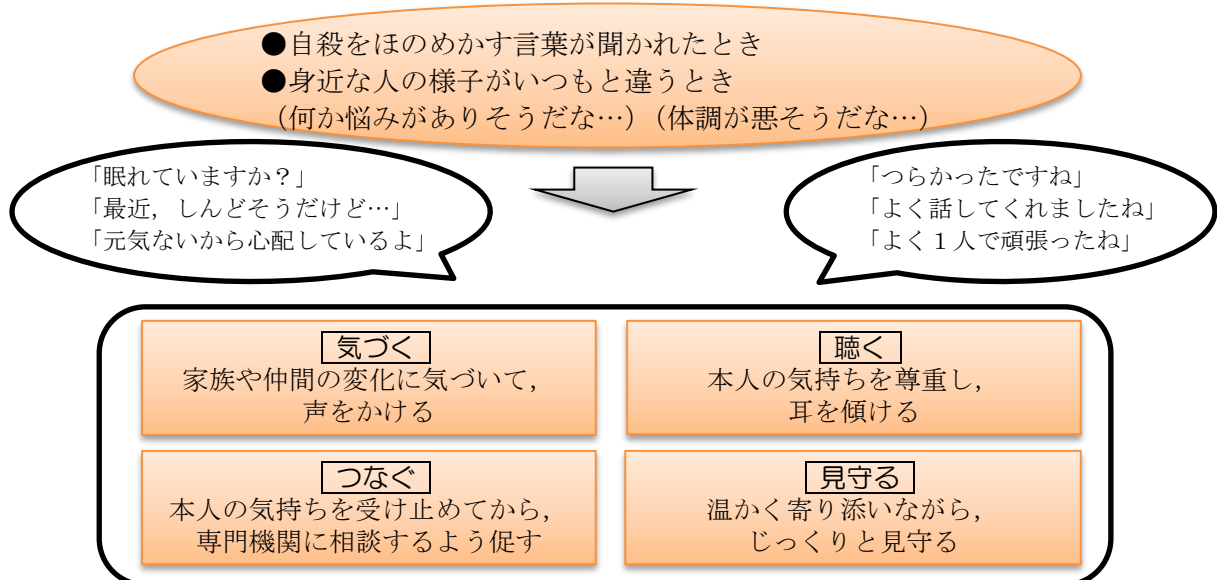 ●自殺をほのめかす言葉が聞かれたとき
●身近な人の様子がいつもと違うとき
（何か悩みがありそうだな…）（体調が悪そうだな…）
「眠れていますか？」
「最近，しんどそうだけど…」
「元気ないから心配しているよ」
「つらかったですね」
「よく話してくれましたね」
「よく１人で頑張ったね」
気づく
家族や仲間の変化に気づいて，
声をかける
聴く
本人の気持ちを尊重し，
耳を傾ける
つなぐ
本人の気持ちを受け止めてから，
専門機関に相談するよう促す
見守る
温かく寄り添いながら，
じっくりと見守る